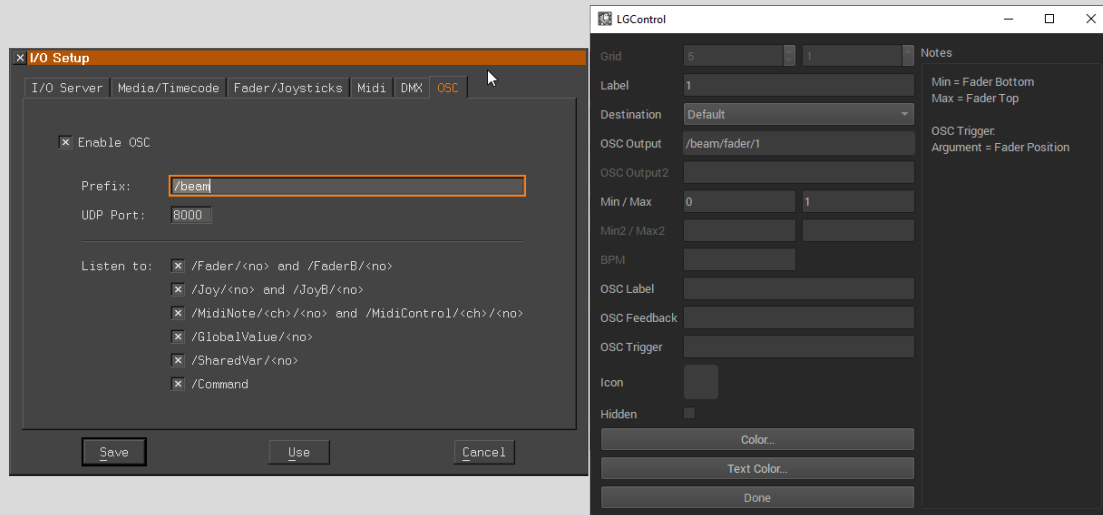 I/O Setup
I/O Server Media/Timecode Fader/Joysticks Midi DMX OSC
Enable OSC
Prefix: /beam
UDP Port: 8000
Listen to: /Fader/<no> and /FaderB/<no>
/Joy/<no> and /JoyB/<no>
/MidiNote/<ch>/<no> and /MidiControl/<ch>/<no>
/GlobalValue/<no>
/SharedVar/<no>
/Command
Save Use Cancel
LGControl
Grid 5 1
Label 1
Destination Default
OSC Output /beam/fader/1
OSC Output2
Min / Max 0 1
Min2 / Max2
BPM
OSC Label
OSC Feedback
OSC Trigger
Icon
Hidden
Color...
Text Color...
Done
Notes
Min = Fader Bottom
Max = Fader Top
OSC Trigger:
Argument = Fader Position